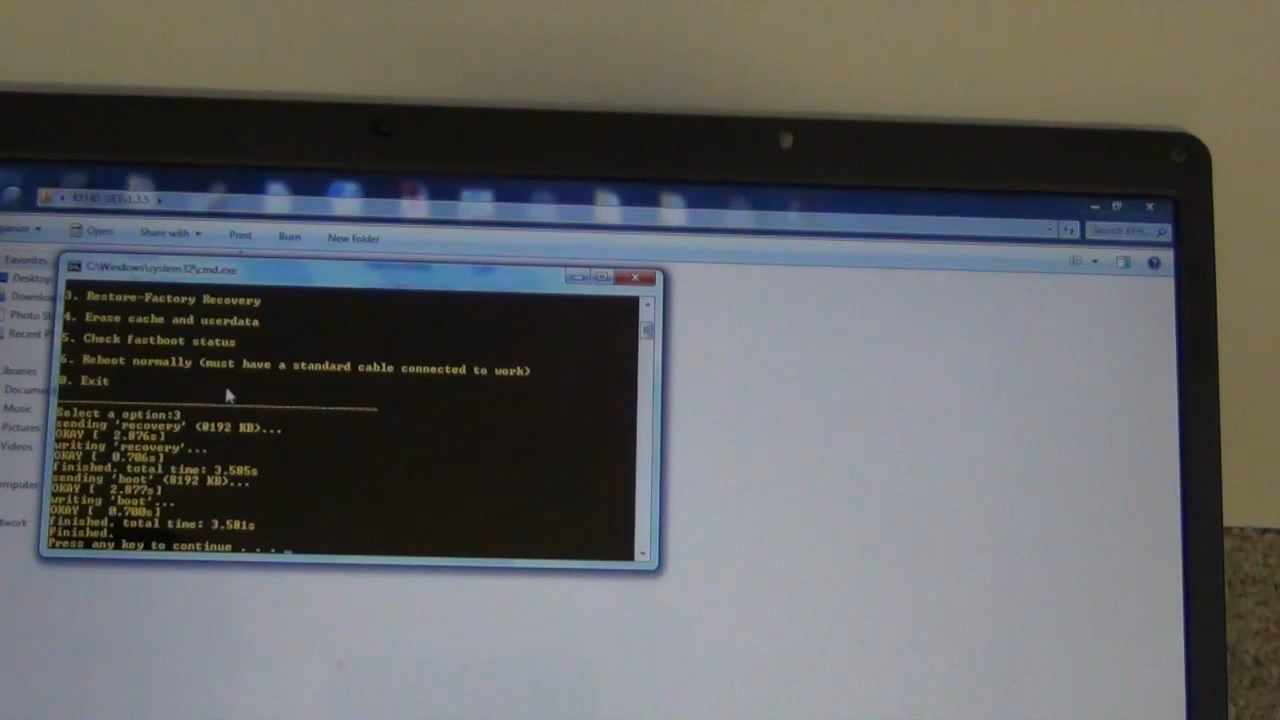 Search KFH...
Open
Share with
Print
Burn
New folder
Favorites
Desktop
Recent
Libraries
Music
Pictures
Videos
C:\Windows\system32\cmd.exe
3. Restore-Factory Recovery
4. Erase cache and userdata
5. Check fastboot status
6. Reboot normally (must have a standard cable connected to work)
0. Exit
Select a option:3
sending 'recovery' (8192 KB)...
OKAY [ 2.876s]
writing 'recovery'...
OKAY [ 0.706s]
finished. total time: 3.585s
sending 'boot' (8192 KB)...
OKAY [ 2.877s]
writing 'boot'...
OKAY [ 0.700s]
finished. total time: 3.581s
Finished.
Press any key to continue . . . _